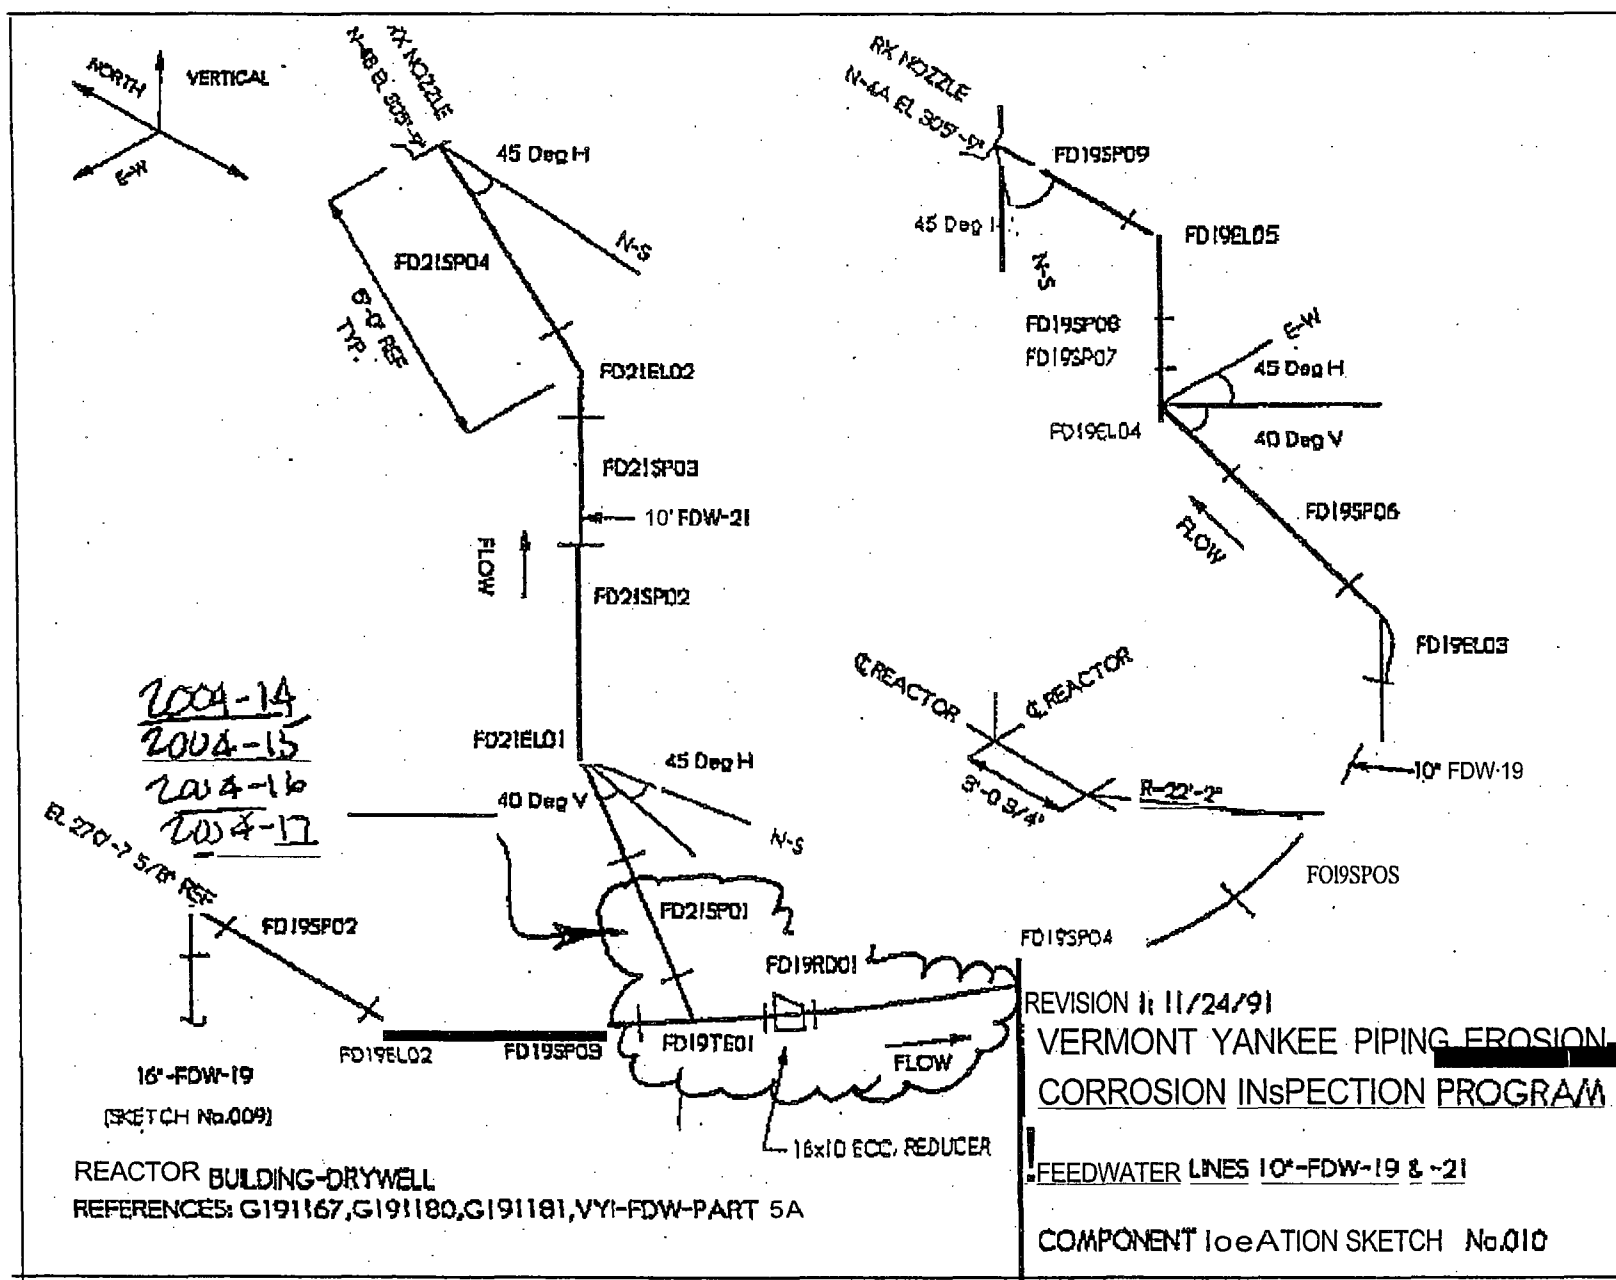 NORTH
VERTICAL
E-W
RX NOZZLE
N-4B EL 305'-9"
45 Deg H
N-S
FD21SP04
6'-0" REF
TYP.
FD21EL02
FD21SP03
10' FDW-21
FLOW
FD21SP02
FD21EL01
45 Deg H
40 Deg V
N-S
RX NOZZLE
N-4A EL 305'-9"
FD19SP09
45 Deg
N-S
FD19EL05
FD19SP08
FD19SP07
E-W
45 Deg H
FD19EL04
40 Deg V
FD19SP06
FLOW
FD19EL03
℄ REACTOR
℄ REACTOR
10" FDW-19
3'-0 3/4"
R=22'-2"
FO19SPOS
FD19SP04
2004-14
2004-15
2004-16
2004-17
EL 270'-7 5/8" REF
FD19SP02
FD21SP01
FD19RD01
FD19EL02
FD19SP03
FD19TE01
FLOW
16"-FDW-19
(SKETCH No.009)
16x10 ECC. REDUCER
REACTOR BUILDING-DRYWELL
REFERENCES: G191167,G191180,G191181,VYI-FDW-PART 5A
REVISION 1: 11/24/91
VERMONT YANKEE PIPING EROSION
CORROSION INsPECTION PROGRAM
FEEDWATER LINES 10"-FDW-19 & -21
COMPONENT loeATION SKETCH No.010